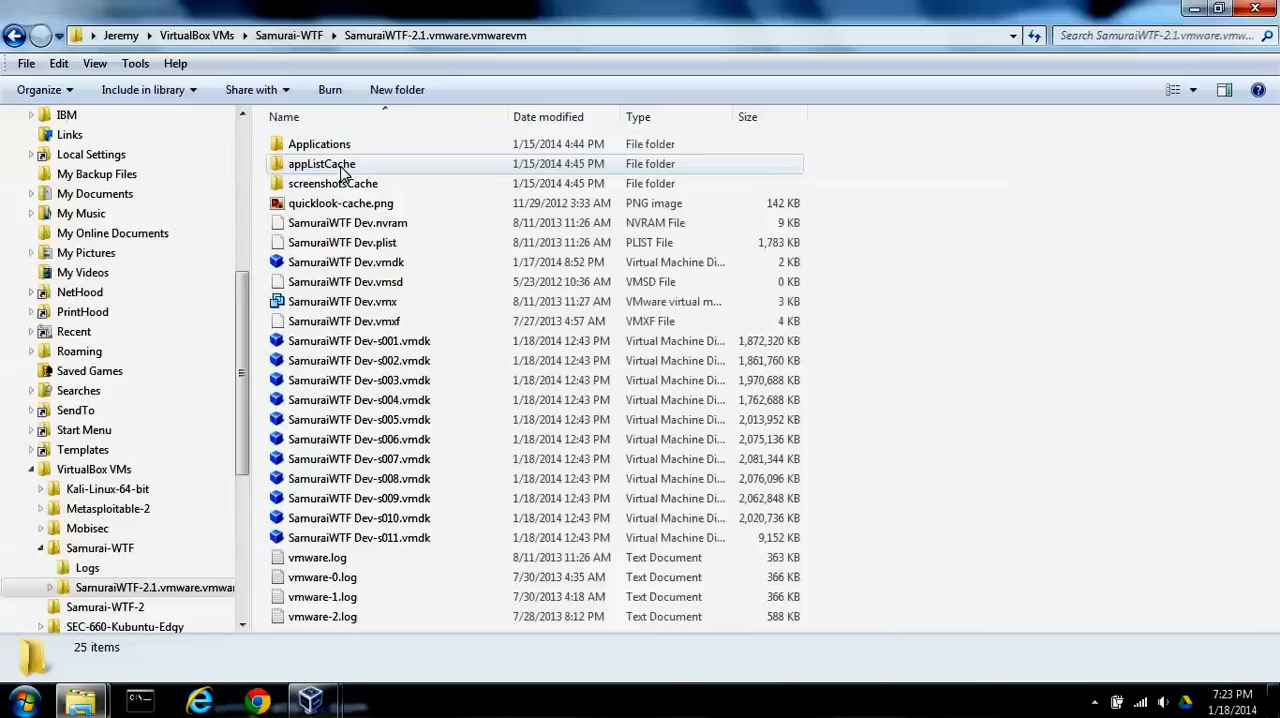 Jeremy VirtualBox VMs Samurai-WTF SamuraiWTF-2.1.vmware.vmwarevm Search SamuraiWTF-2.1.vmware.vmw...
File Edit View Tools Help
Organize Include in library Share with Burn New folder
IBM
Links
Local Settings
My Backup Files
My Documents
My Music
My Online Documents
My Pictures
My Videos
NetHood
PrintHood
Recent
Roaming
Saved Games
Searches
SendTo
Start Menu
Templates
VirtualBox VMs
Kali-Linux-64-bit
Metasploitable-2
Mobisec
Samurai-WTF
Logs
SamuraiWTF-2.1.vmware.vmwar
Samurai-WTF-2
SEC-660-Kubuntu-Edgy
Name Date modified Type Size
Applications 1/15/2014 4:44 PM File folder
appListCache 1/15/2014 4:45 PM File folder
screenshotsCache 1/15/2014 4:45 PM File folder
quicklook-cache.png 11/29/2012 3:33 AM PNG image 142 KB
SamuraiWTF Dev.nvram 8/11/2013 11:26 AM NVRAM File 9 KB
SamuraiWTF Dev.plist 8/11/2013 11:26 AM PLIST File 1,783 KB
SamuraiWTF Dev.vmdk 1/17/2014 8:52 PM Virtual Machine Di... 2 KB
SamuraiWTF Dev.vmsd 5/23/2012 10:36 AM VMSD File 0 KB
SamuraiWTF Dev.vmx 8/11/2013 11:27 AM VMware virtual m... 3 KB
SamuraiWTF Dev.vmxf 7/27/2013 4:57 AM VMXF File 4 KB
SamuraiWTF Dev-s001.vmdk 1/18/2014 12:43 PM Virtual Machine Di... 1,872,320 KB
SamuraiWTF Dev-s002.vmdk 1/18/2014 12:43 PM Virtual Machine Di... 1,861,760 KB
SamuraiWTF Dev-s003.vmdk 1/18/2014 12:43 PM Virtual Machine Di... 1,970,688 KB
SamuraiWTF Dev-s004.vmdk 1/18/2014 12:43 PM Virtual Machine Di... 1,762,688 KB
SamuraiWTF Dev-s005.vmdk 1/18/2014 12:43 PM Virtual Machine Di... 2,013,952 KB
SamuraiWTF Dev-s006.vmdk 1/18/2014 12:43 PM Virtual Machine Di... 2,075,136 KB
SamuraiWTF Dev-s007.vmdk 1/18/2014 12:43 PM Virtual Machine Di... 2,081,344 KB
SamuraiWTF Dev-s008.vmdk 1/18/2014 12:43 PM Virtual Machine Di... 2,076,096 KB
SamuraiWTF Dev-s009.vmdk 1/18/2014 12:43 PM Virtual Machine Di... 2,062,848 KB
SamuraiWTF Dev-s010.vmdk 1/18/2014 12:43 PM Virtual Machine Di... 2,020,736 KB
SamuraiWTF Dev-s011.vmdk 1/18/2014 12:43 PM Virtual Machine Di... 9,152 KB
vmware.log 8/11/2013 11:26 AM Text Document 363 KB
vmware-0.log 7/30/2013 4:35 AM Text Document 366 KB
vmware-1.log 7/30/2013 4:18 AM Text Document 366 KB
vmware-2.log 7/28/2013 8:12 PM Text Document 588 KB
25 items
7:23 PM
1/18/2014